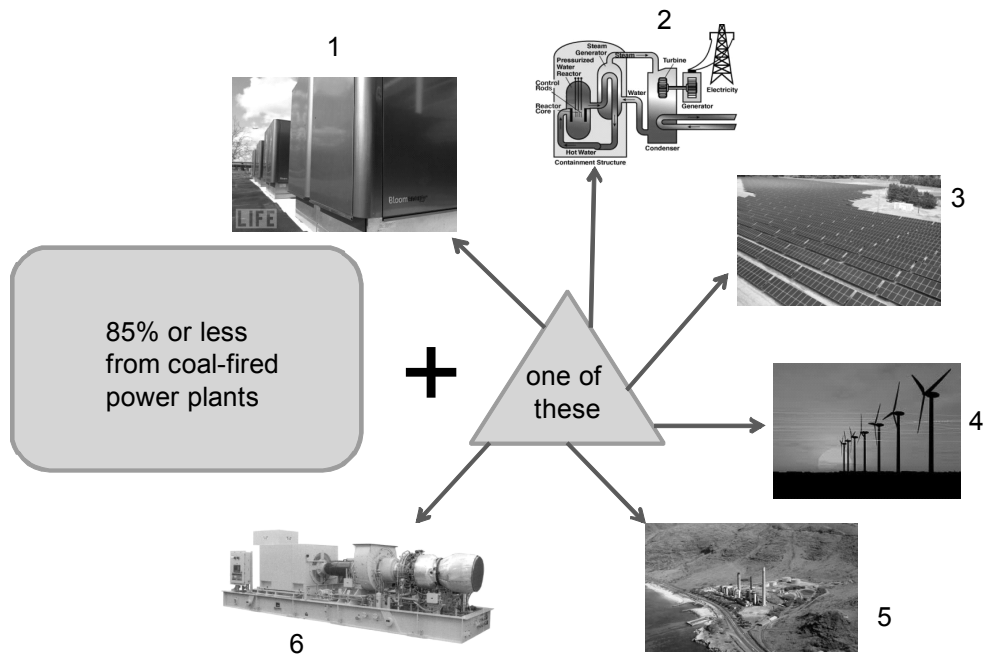 1
2
Steam
Generator
Steam
Pressurized
Water
Reactor
Turbine
Control
Rods
Electricity
Generator
Water
Reactor
Core
Condenser
Hot Water
Containment Structure
3
Bloomenergy
LIFE
85% or less
from coal-fired
power plants
+
one of
these
4
5
6